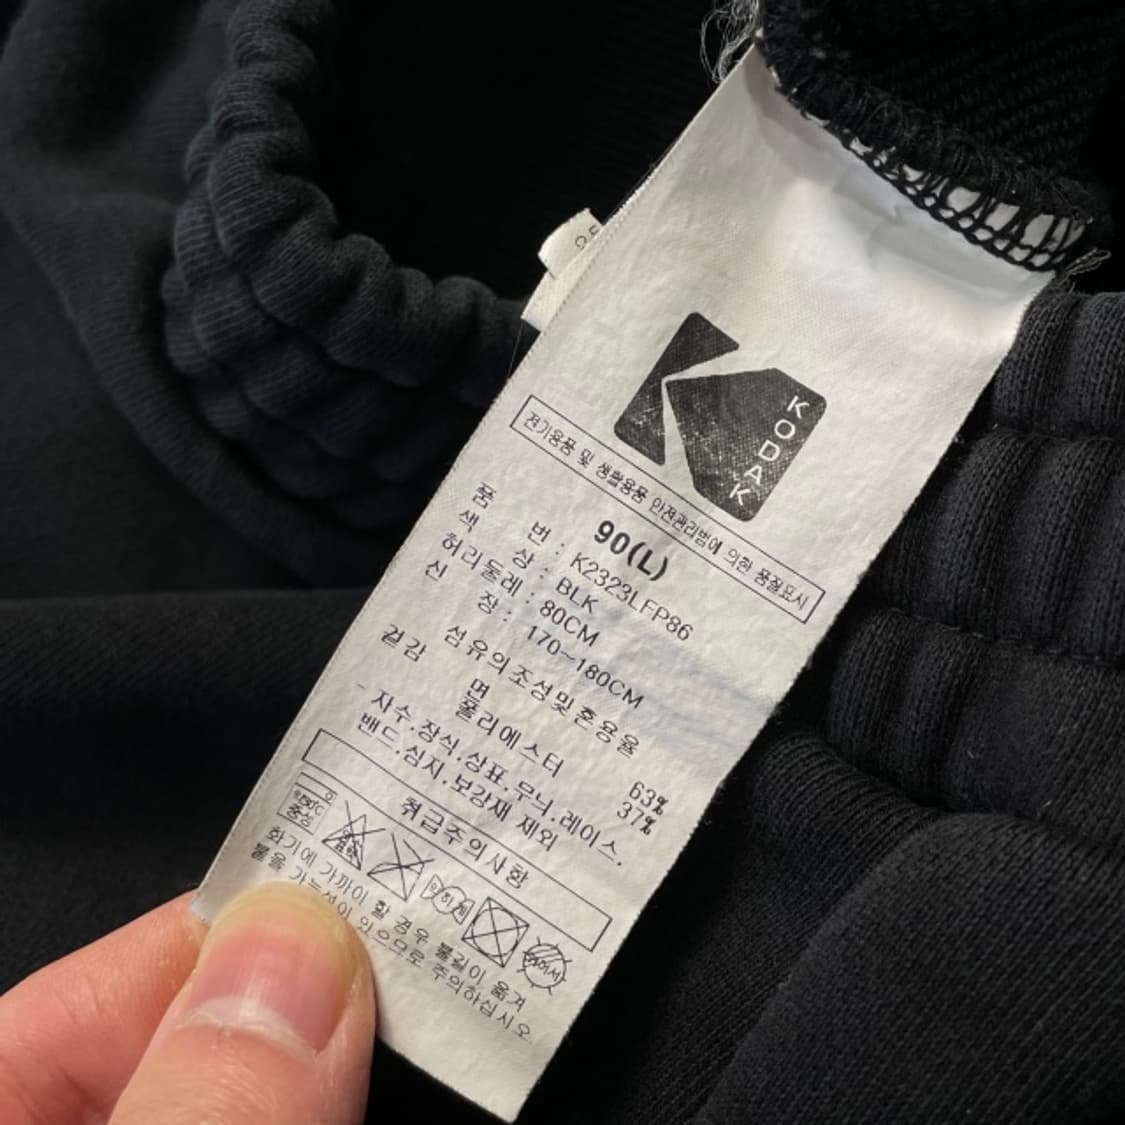 KODAK
전기용품 및 생활용품 안전관리법에 의한 품질표시
90(L)
품 번 : K2323LFP86
색 상 : BLK
허리둘레 : 80CM
신 장 : 170~180CM
섬유의조성및혼용율
겉감
면 63%
폴리에스터 37%
자수.장식.상표.무늬.레이스.
밴드.심지.보강재 제외
취급주의사항
중성
약하게
화기에 가까이 할 경우 불길이 옮겨
붙을 가능성이 있으므로 주의하십시오